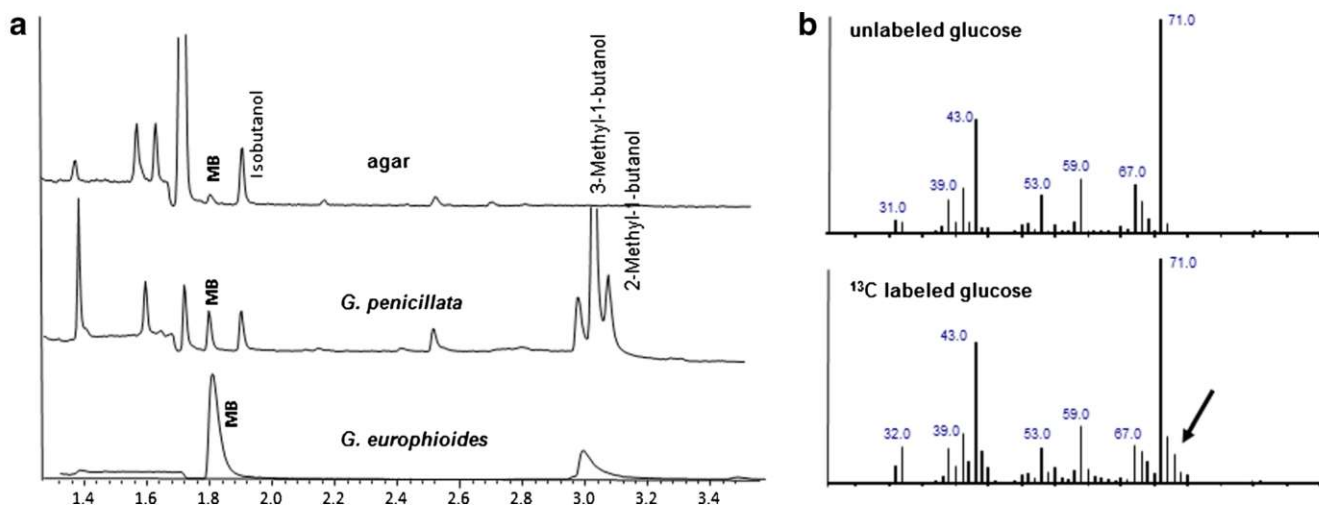 a
agar
MB
Isobutanol
3-Methyl-1-butanol
2-Methyl-1-butanol
G. penicillata
MB
G. europhioides
MB
1.4 1.6 1.8 2.0 2.2 2.4 2.6 2.8 3.0 3.2 3.4
b
unlabeled glucose
31.0 39.0 43.0 53.0 59.0 67.0 71.0
¹³C labeled glucose
32.0 39.0 43.0 53.0 59.0 67.0 71.0